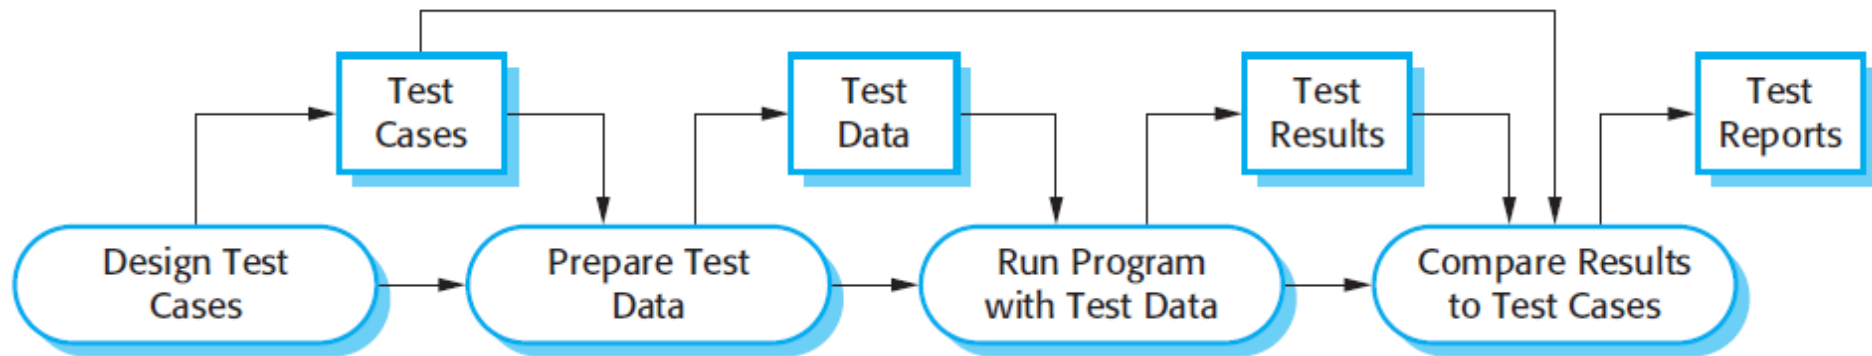 Test
Cases
Test
Data
Test
Results
Test
Reports
Design Test
Cases
Prepare Test
Data
Run Program
with Test Data
Compare Results
to Test Cases